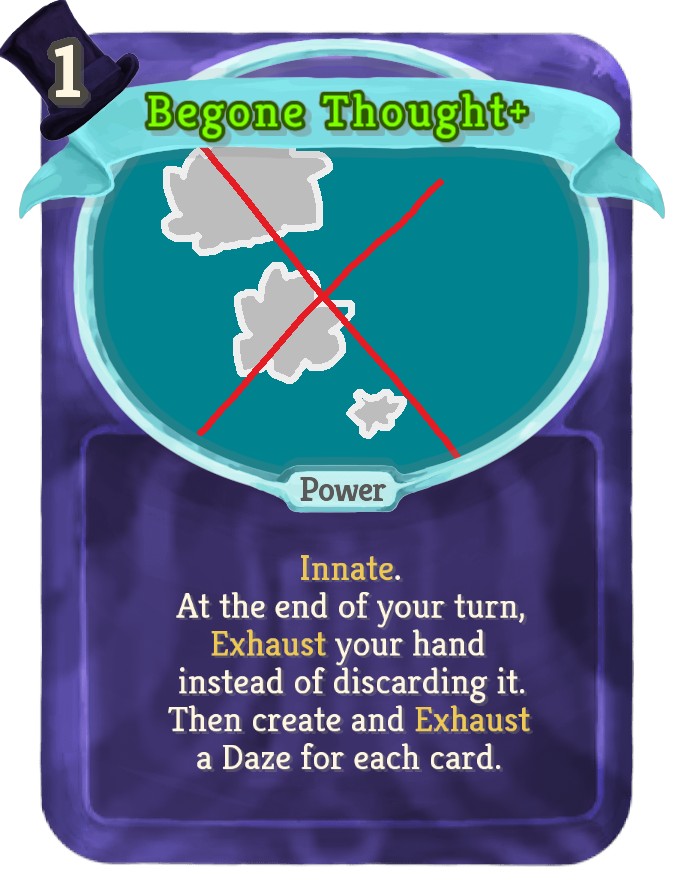 1
Begone Thought+
Power
Innate.
At the end of your turn,
Exhaust your hand
instead of discarding it.
Then create and Exhaust
a Daze for each card.